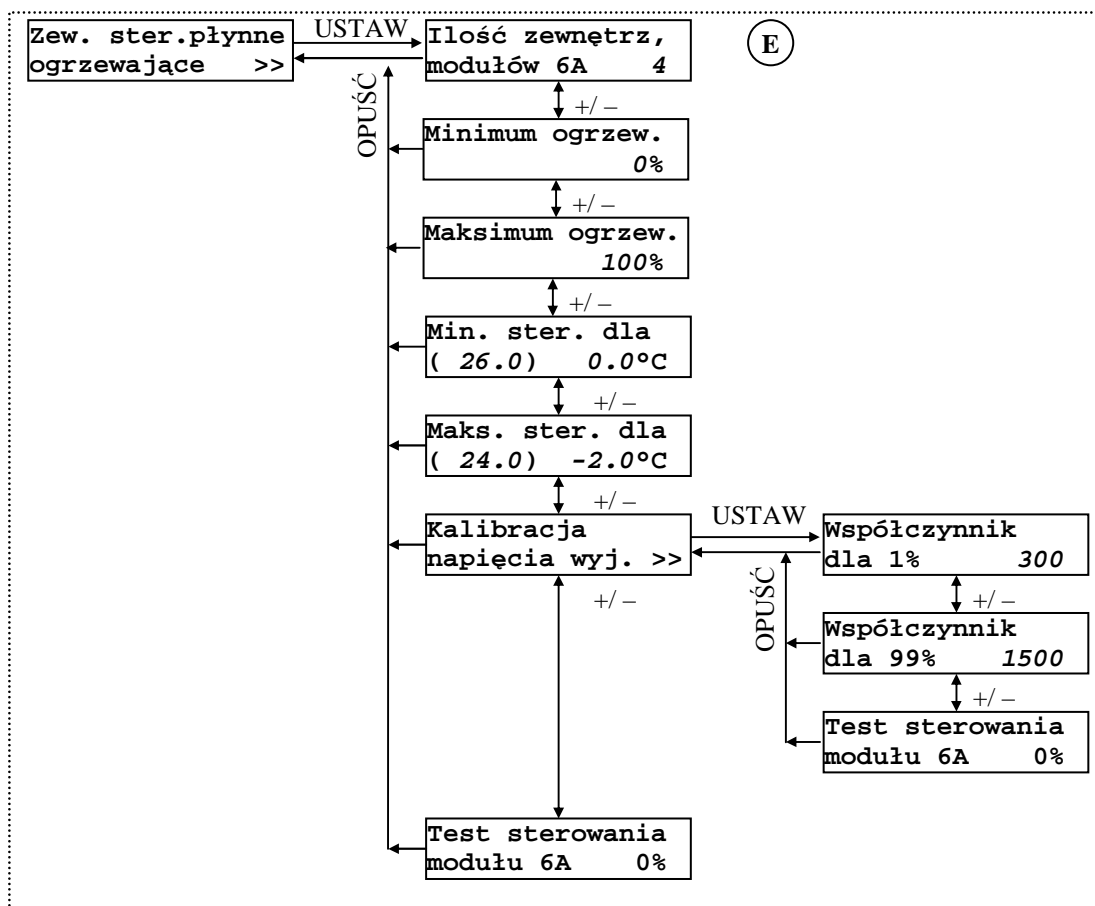 Zew. ster.płynne
ogrzewające >>
USTAW
Ilość zewnętrz,
modułów 6A 4
E
OPUŚĆ
+/ –
Minimum ogrzew.
0%
+/ –
Maksimum ogrzew.
100%
+/ –
Min. ster. dla
( 26.0) 0.0°C
+/ –
Maks. ster. dla
( 24.0) -2.0°C
+/ –
Kalibracja
napięcia wyj. >>
USTAW
Współczynnik
dla 1% 300
OPUŚĆ
+/ –
+/ –
Współczynnik
dla 99% 1500
+/ –
Test sterowania
modułu 6A 0%
Test sterowania
modułu 6A 0%